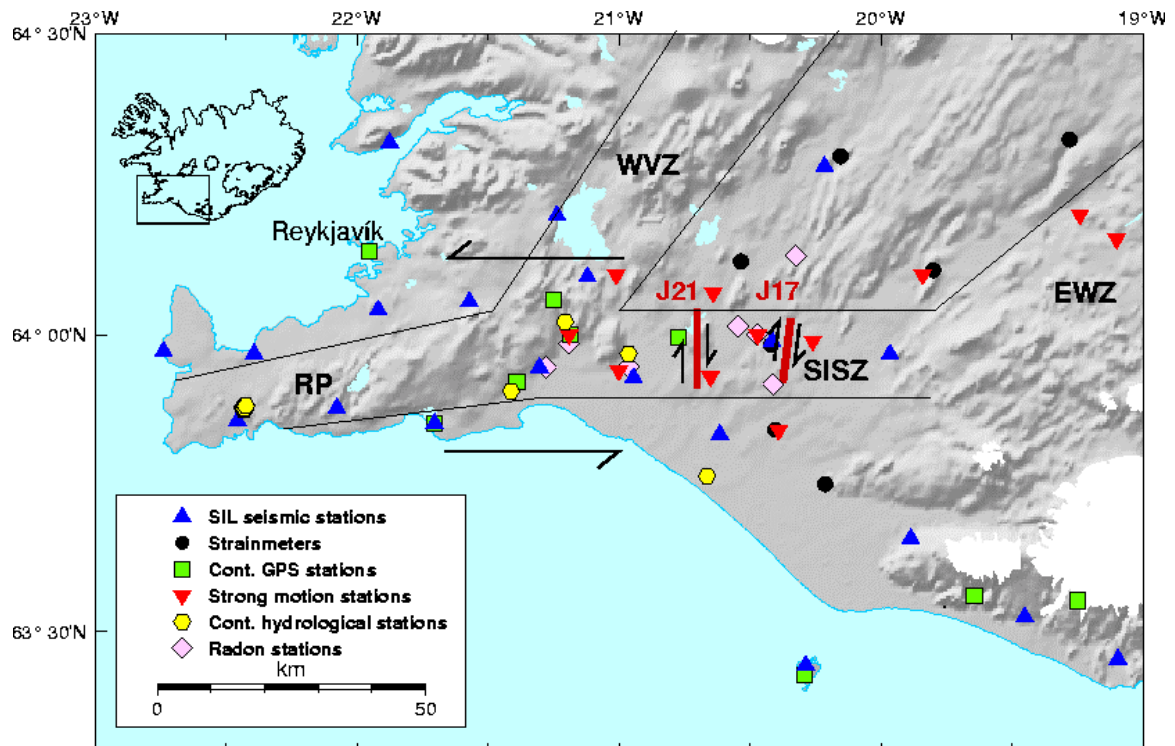 23°W 22°W 21°W 20°W 19°W
64° 30'
WVZ
Reykjavík
EWZ
J21 J17
64° 00'
RP
SISZ
SIL seismic stations
Strainmeters
Cont. GPS stations
Strong motion stations
Cont. hydrological stations
Radon stations
km
0 50
63° 30'